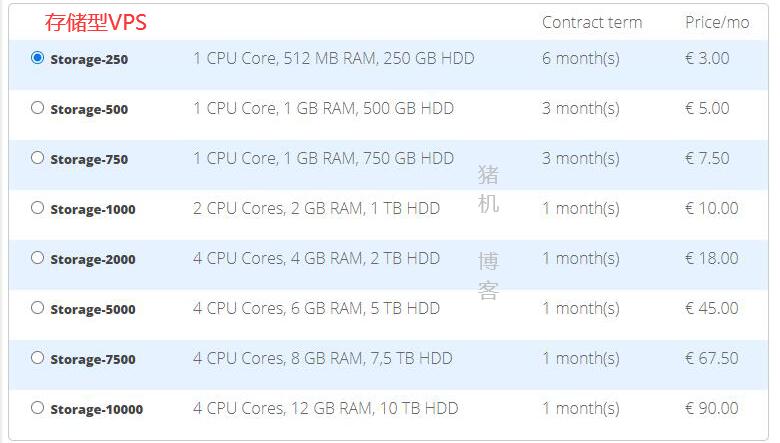 存储型VPS Contract term Price/mo
Storage-250 1 CPU Core, 512 MB RAM, 250 GB HDD 6 month(s) € 3.00
Storage-500 1 CPU Core, 1 GB RAM, 500 GB HDD 3 month(s) € 5.00
Storage-750 1 CPU Core, 1 GB RAM, 750 GB HDD 3 month(s) € 7.50
Storage-1000 2 CPU Cores, 2 GB RAM, 1 TB HDD 1 month(s) € 10.00
Storage-2000 4 CPU Cores, 4 GB RAM, 2 TB HDD 1 month(s) € 18.00
Storage-5000 4 CPU Cores, 6 GB RAM, 5 TB HDD 1 month(s) € 45.00
Storage-7500 4 CPU Cores, 8 GB RAM, 7,5 TB HDD 1 month(s) € 67.50
Storage-10000 4 CPU Cores, 12 GB RAM, 10 TB HDD 1 month(s) € 90.00
猪机 博客